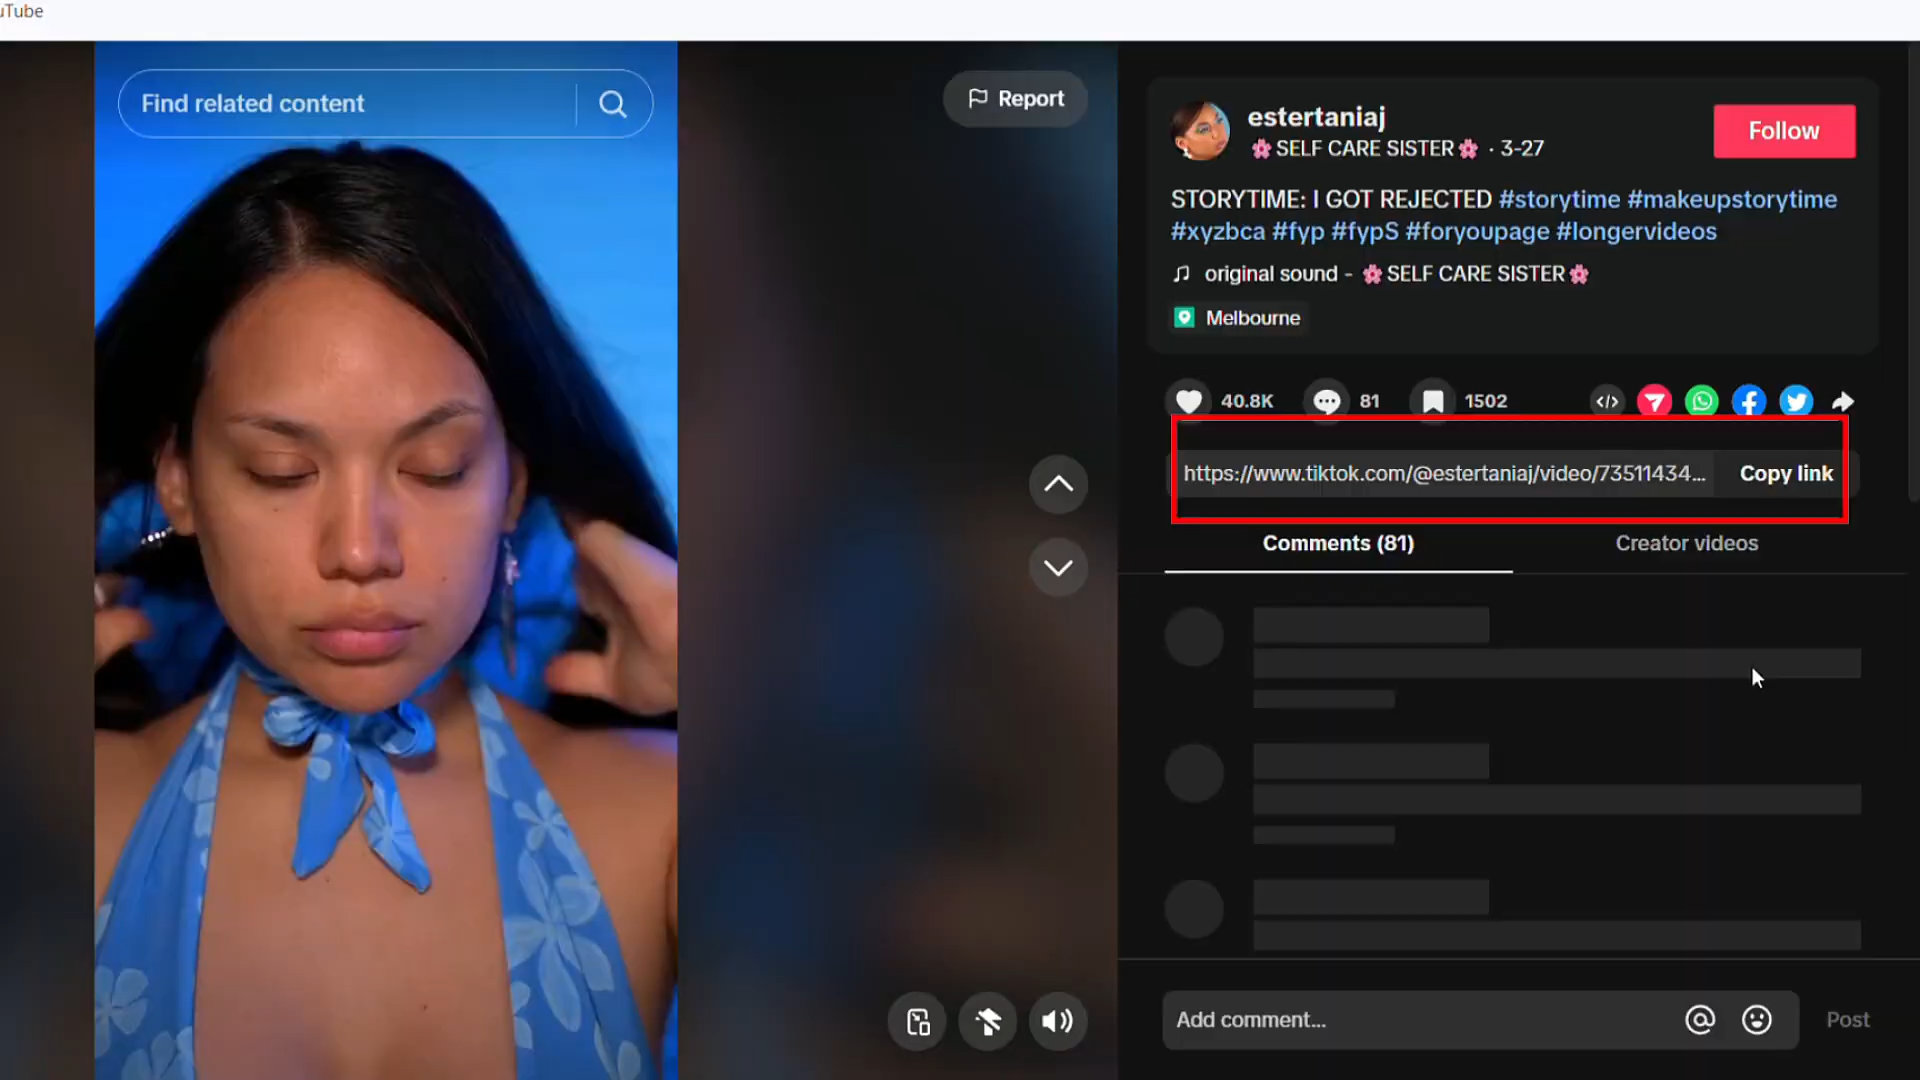 uTube
Find related content
Report
estertaniaj
🌸SELF CARE SISTER🌸 · 3-27
Follow
STORYTIME: I GOT REJECTED #storytime #makeupstorytime
#xyzbca #fyp #fypS #foryoupage #longervideos
original sound - 🌸SELF CARE SISTER🌸
Melbourne
40.8K 81 1502
https://www.tiktok.com/@estertaniaj/video/73511434... Copy link
Comments (81) Creator videos
Add comment... Post